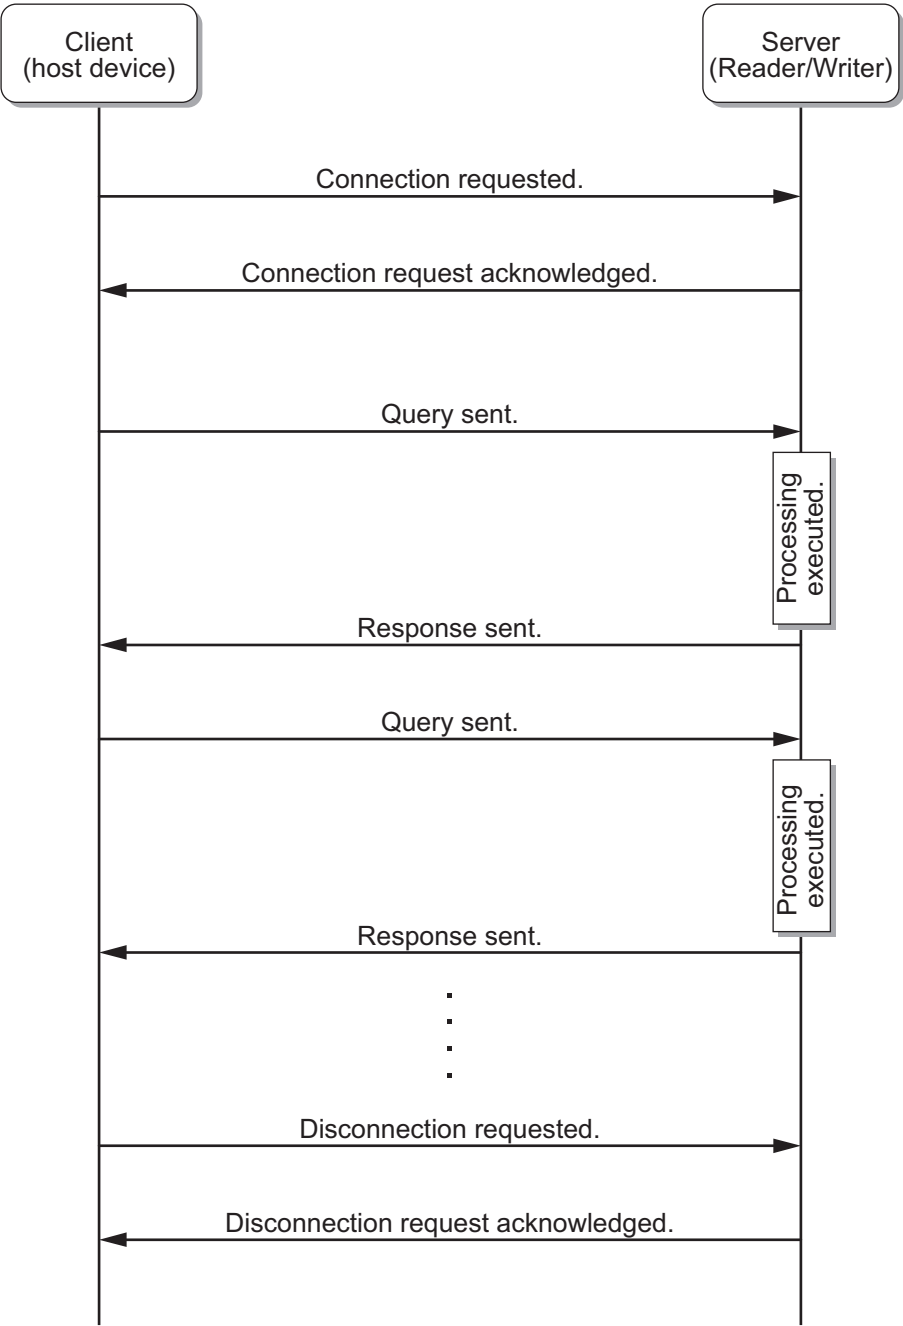 Client
(host device)
Server
(Reader/Writer)
Connection requested.
Connection request acknowledged.
Query sent.
Processing
executed.
Response sent.
Query sent.
Processing
executed.
Response sent.
Disconnection requested.
Disconnection request acknowledged.